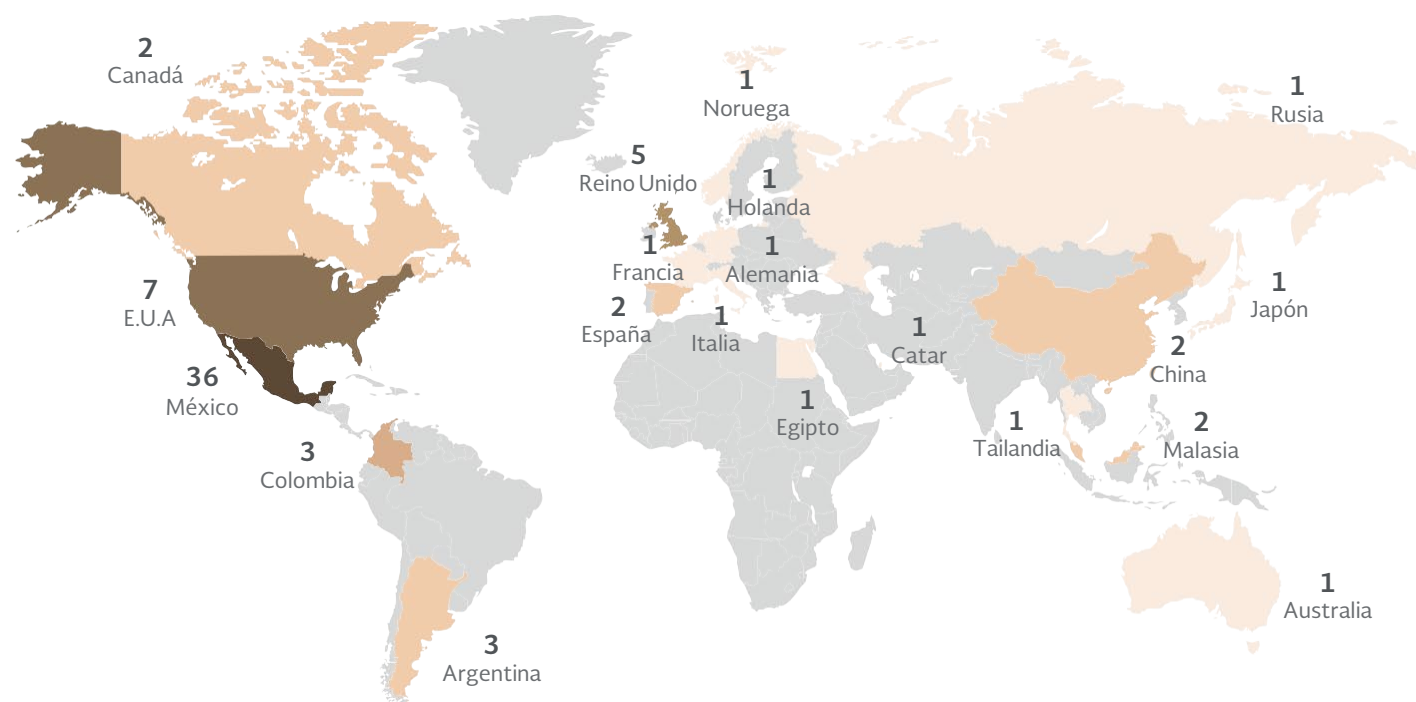 2
Canadá
1
Noruega
1
Rusia
5
Reino Unido
1
Holanda
1
Francia
1
Alemania
7
E.U.A
2
España
1
Italia
1
Catar
1
Japón
2
China
36
México
1
Egipto
1
Tailandia
2
Malasia
3
Colombia
1
Australia
3
Argentina